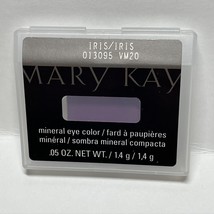 IRIS/IRIS
013095 VM20
MARY KAY
mineral eye color / fard à paupières
minéral / sombra mineral compacta
.05 OZ. NET WT. / 1.4 g / 1,4 g